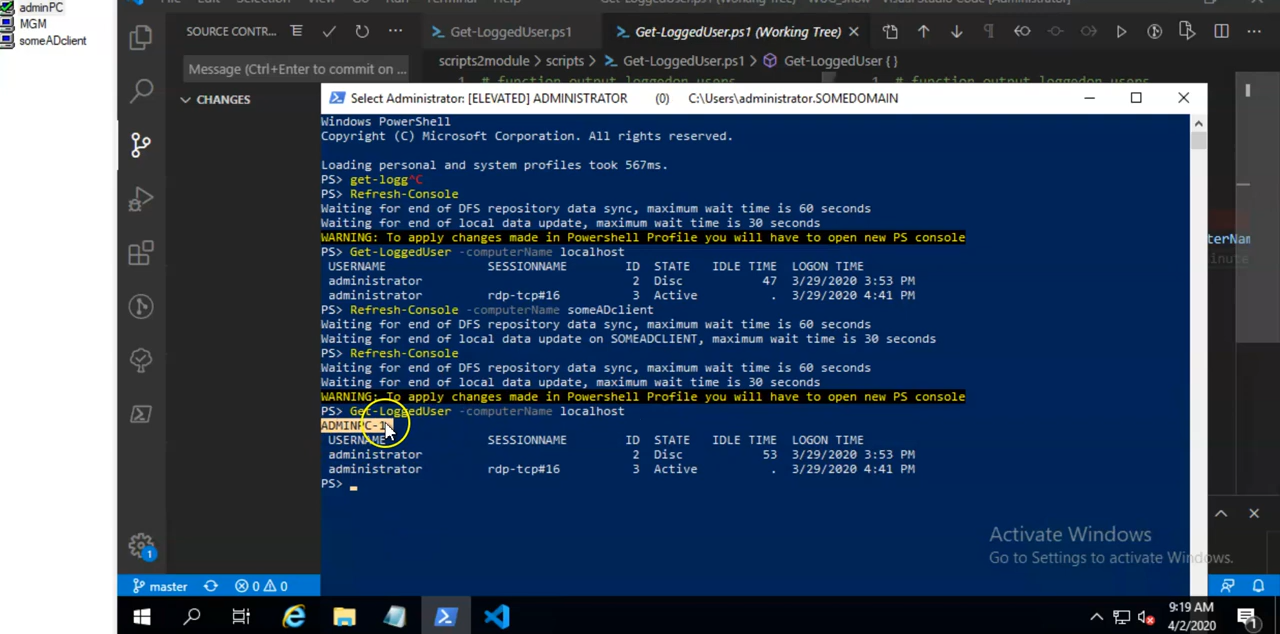 adminPC
MGM
someADclient
SOURCE CONTR...
Message (Ctrl+Enter to commit on ...
CHANGES
Get-LoggedUser.ps1
Get-LoggedUser.ps1 (Working Tree)
scripts2module > scripts > Get-LoggedUser.ps1 > Get-LoggedUser { }
Select Administrator: [ELEVATED] ADMINISTRATOR (0) C:\Users\administrator.SOMEDOMAIN
Windows PowerShell
Copyright (C) Microsoft Corporation. All rights reserved.
Loading personal and system profiles took 567ms.
PS> get-logg^C
PS> Refresh-Console
Waiting for end of DFS repository data sync, maximum wait time is 60 seconds
Waiting for end of local data update, maximum wait time is 30 seconds
WARNING: To apply changes made in Powershell Profile you will have to open new PS console
PS> Get-LoggedUser -computerName localhost
USERNAME SESSIONNAME ID STATE IDLE TIME LOGON TIME
administrator 2 Disc 47 3/29/2020 3:53 PM
administrator rdp-tcp#16 3 Active . 3/29/2020 4:41 PM
PS> Refresh-Console -computerName someADclient
Waiting for end of DFS repository data sync, maximum wait time is 60 seconds
Waiting for end of local data update on SOMEADCLIENT, maximum wait time is 30 seconds
PS> Refresh-Console
Waiting for end of DFS repository data sync, maximum wait time is 60 seconds
Waiting for end of local data update, maximum wait time is 30 seconds
WARNING: To apply changes made in Powershell Profile you will have to open new PS console
PS> Get-LoggedUser -computerName localhost
ADMINPC-1
USERNAME SESSIONNAME ID STATE IDLE TIME LOGON TIME
administrator 2 Disc 53 3/29/2020 3:53 PM
administrator rdp-tcp#16 3 Active . 3/29/2020 4:41 PM
PS>
Activate Windows
Go to Settings to activate Windows.
1
master 0 0
9:19 AM
4/2/2020
1